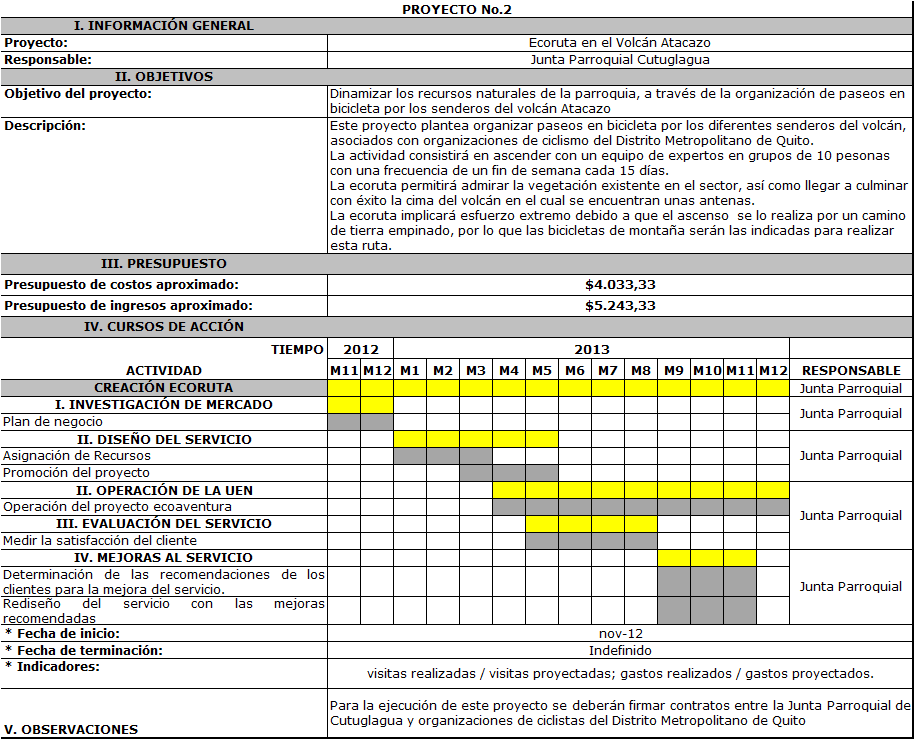 PROYECTO No.2
I. INFORMACIÓN GENERAL
Proyecto: Ecoruta en el Volcán Atacazo
Responsable: Junta Parroquial Cutuglagua
II. OBJETIVOS
Objetivo del proyecto: Dinamizar los recursos naturales de la parroquia, a través de la organización de paseos en
bicicleta por los senderos del volcán Atacazo
Descripción: Este proyecto plantea organizar paseos en bicicleta por los diferentes senderos del volcán,
asociados con organizaciones de ciclismo del Distrito Metropolitano de Quito.
La actividad consistirá en ascender con un equipo de expertos en grupos de 10 pesonas
con una frecuencia de un fin de semana cada 15 días.
La ecoruta permitirá admirar la vegetación existente en el sector, así como llegar a culminar
con éxito la cima del volcán en el cual se encuentran unas antenas.
La ecoruta implicará esfuerzo extremo debido a que el ascenso se lo realiza por un camino
de tierra empinado, por lo que las bicicletas de montaña serán las indicadas para realizar
esta ruta.
III. PRESUPUESTO
Presupuesto de costos aproximado: $4.033,33
Presupuesto de ingresos aproximado: $5.243,33
IV. CURSOS DE ACCIÓN
TIEMPO 2012 2013
ACTIVIDAD M11 M12 M1 M2 M3 M4 M5 M6 M7 M8 M9 M10 M11 M12 RESPONSABLE
CREACIÓN ECORUTA Junta Parroquial
I. INVESTIGACIÓN DE MERCADO
Junta Parroquial
Plan de negocio
II. DISEÑO DEL SERVICIO
Asignación de Recursos Junta Parroquial
Promoción del proyecto
II. OPERACIÓN DE LA UEN
Operación del proyecto ecoaventura
Junta Parroquial
III. EVALUACIÓN DEL SERVICIO
Medir la satisfacción del cliente
IV. MEJORAS AL SERVICIO
Determinación de las recomendaciones de los
clientes para la mejora del servicio.
Junta Parroquial
Rediseño del servicio con las mejoras
recomendadas
* Fecha de inicio: nov-12
* Fecha de terminación: Indefinido
* Indicadores: visitas realizadas / visitas proyectadas; gastos realizados / gastos proyectados.
Para la ejecución de este proyecto se deberán firmar contratos entre la Junta Parroquial de
Cutuglagua y organizaciones de ciclistas del Distrito Metropolitano de Quito
V. OBSERVACIONES